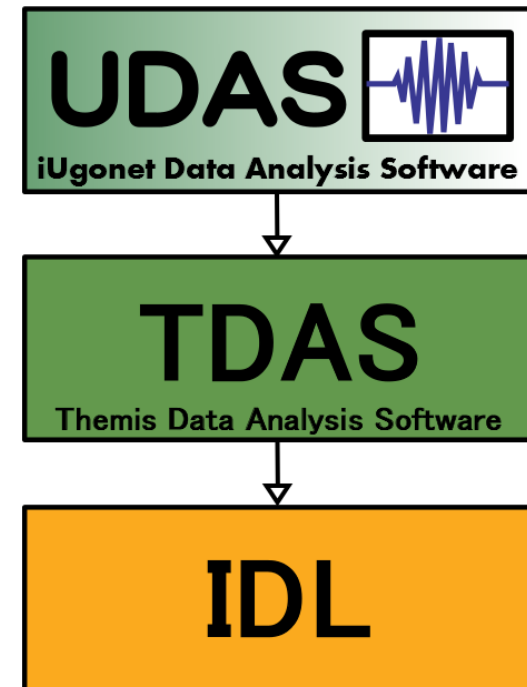 UDAS
iUgonet Data Analysis Software
TDAS
Themis Data Analysis Software
IDL